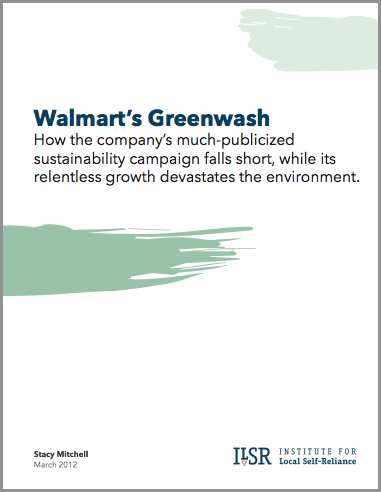 Walmart's Greenwash
How the company's much-publicized
sustainability campaign falls short, while its
relentless growth devastates the environment.
Stacy Mitchell
March 2012
ILSR
INSTITUTE FOR
Local Self-Reliance